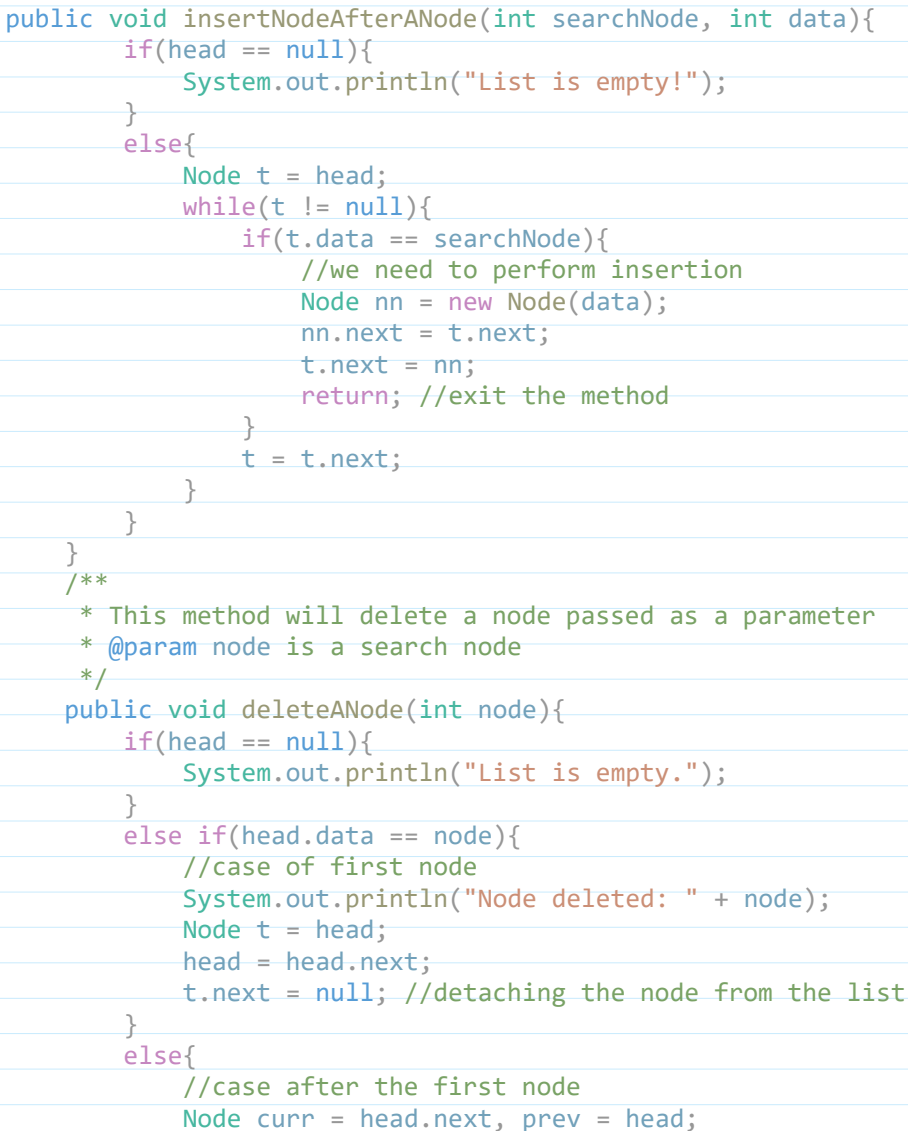 public void insertNodeAfterANode(int searchNode, int data){
        if(head == null){
            System.out.println("List is empty!");
        }
        else{
            Node t = head;
            while(t != null){
                if(t.data == searchNode){
                    //we need to perform insertion
                    Node nn = new Node(data);
                    nn.next = t.next;
                    t.next = nn;
                    return; //exit the method
                }
                t = t.next;
            }
        }
    }
    /**
     * This method will delete a node passed as a parameter
     * @param node is a search node
     */
    public void deleteANode(int node){
        if(head == null){
            System.out.println("List is empty.");
        }
        else if(head.data == node){
            //case of first node
            System.out.println("Node deleted: " + node);
            Node t = head;
            head = head.next;
            t.next = null; //detaching the node from the list
        }
        else{
            //case after the first node
            Node curr = head.next, prev = head;